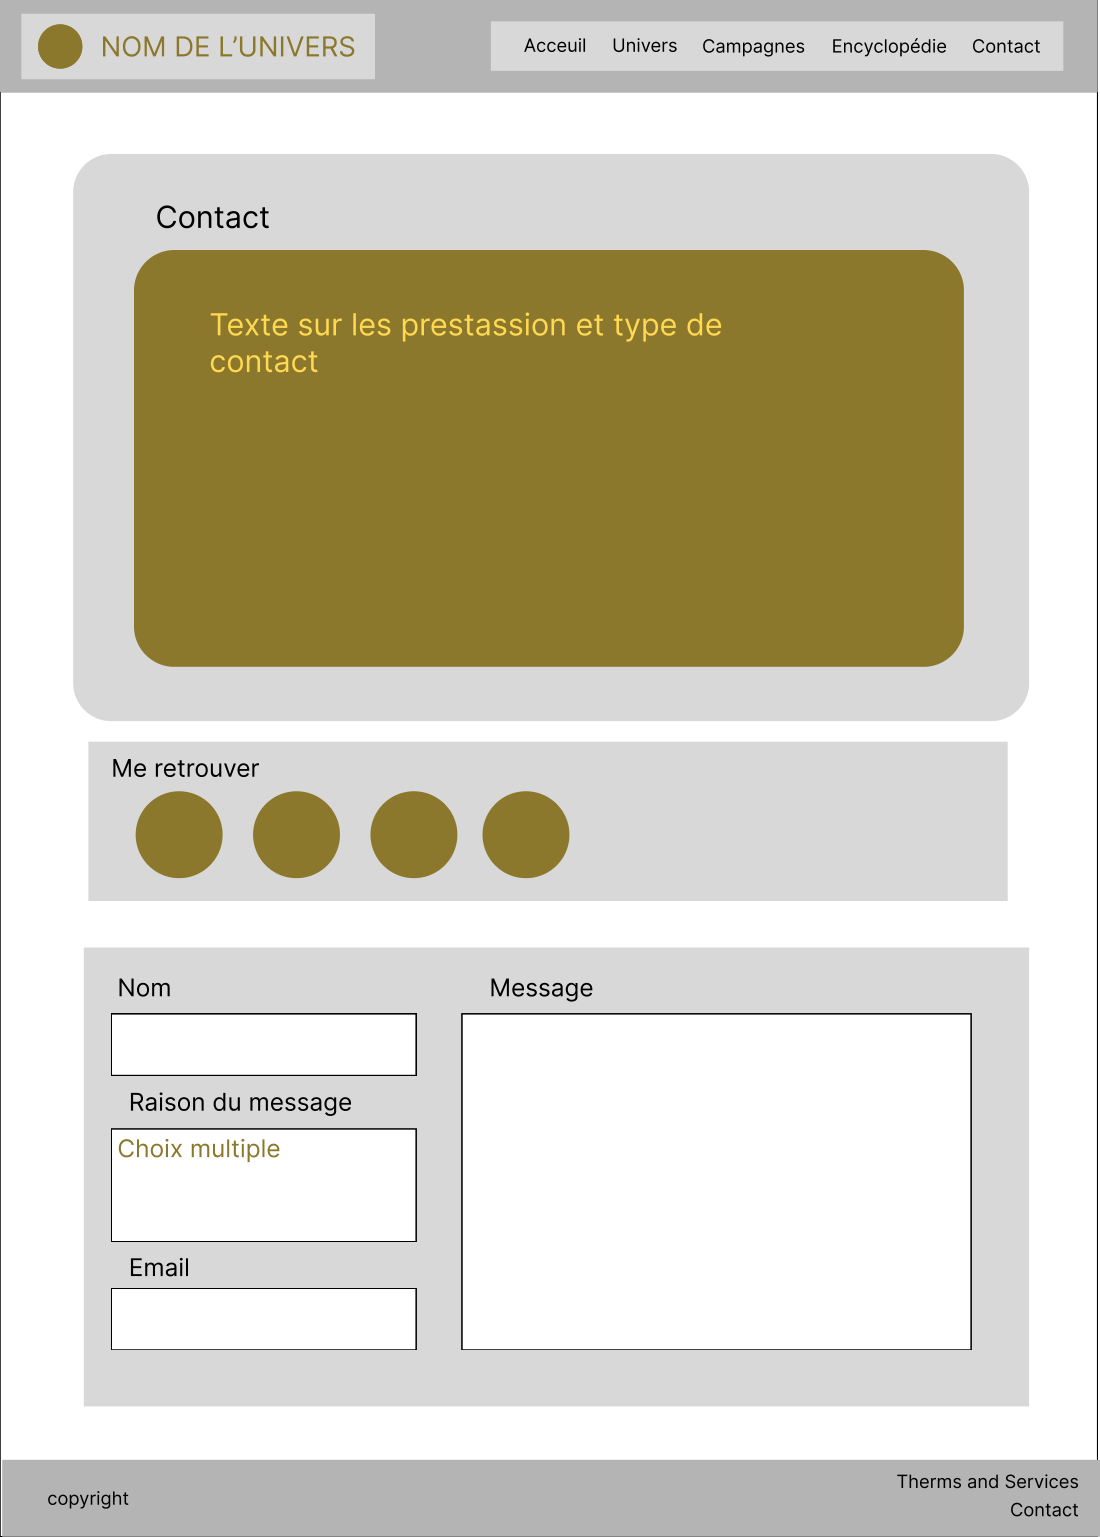 NOM DE L’UNIVERS
Acceuil Univers Campagnes Encyclopédie Contact
Contact
Texte sur les prestassion et type de
contact
Me retrouver
Nom
Message
Raison du message
Choix multiple
Email
copyright
Therms and Services
Contact